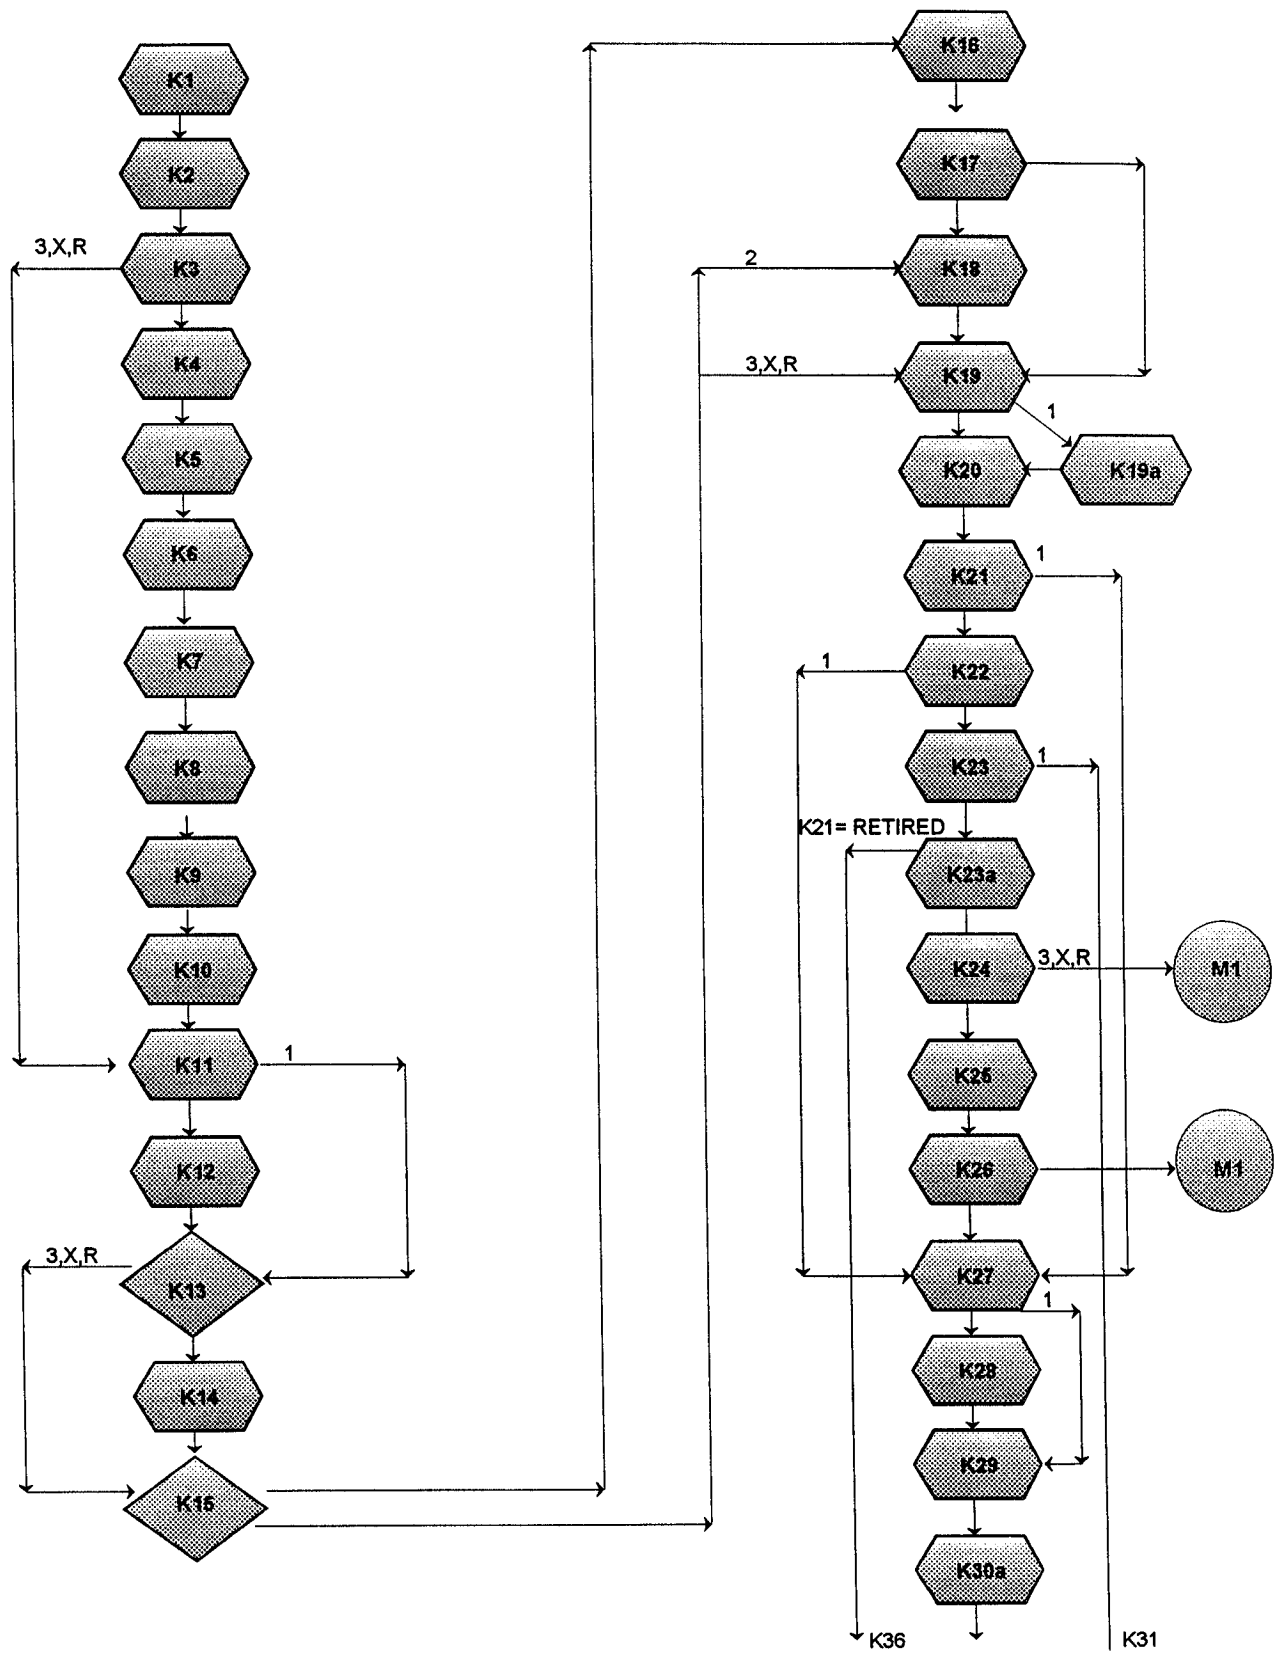 K1
K2
3,X,R
K3
K4
K5
K6
K7
K8
K9
K10
K11
1
K12
3,X,R
K13
K14
K15
K16
K17
2
K18
3,X,R
K19
1
K20
K19a
K21
1
1
K22
K23
1
K21= RETIRED
K23a
K24
3,X,R
M1
K25
K26
M1
K27
1
K28
K29
K30a
K36
K31